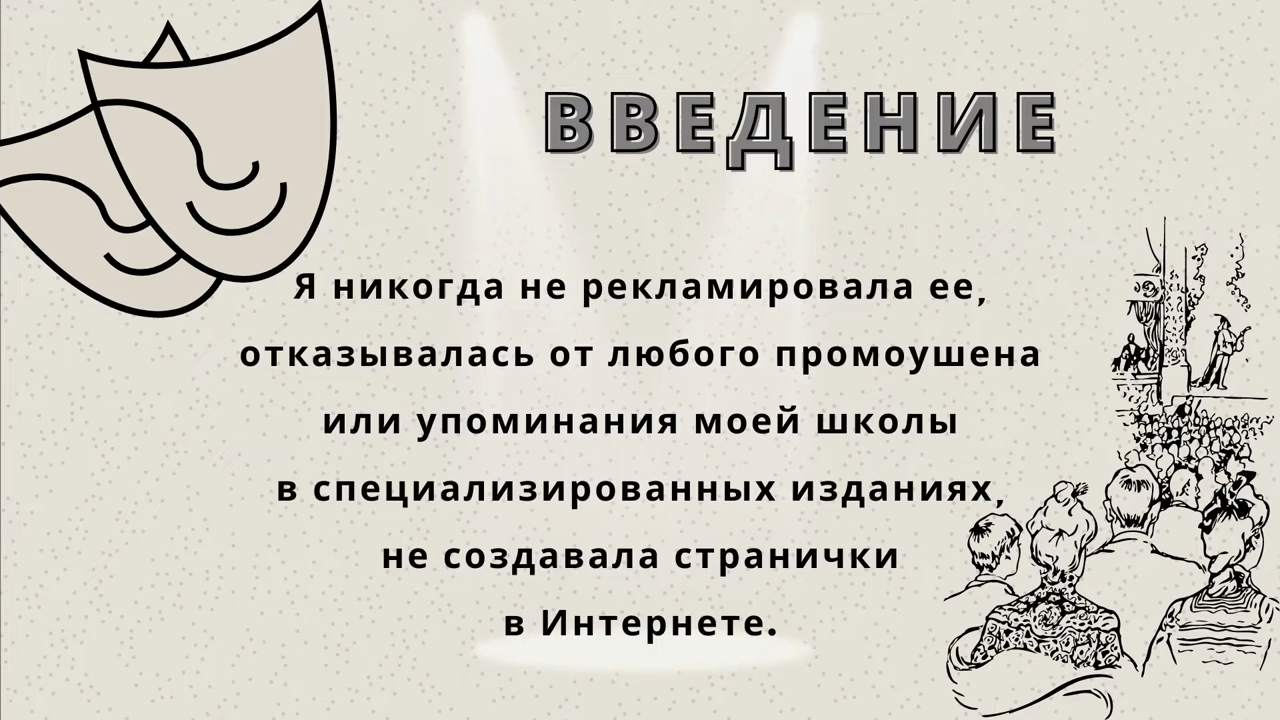 ВВЕДЕНИЕ
Я никогда не рекламировала ее,
отказывалась от любого промоушена
или упоминания моей школы
в специализированных изданиях,
не создавала странички
в Интернете.